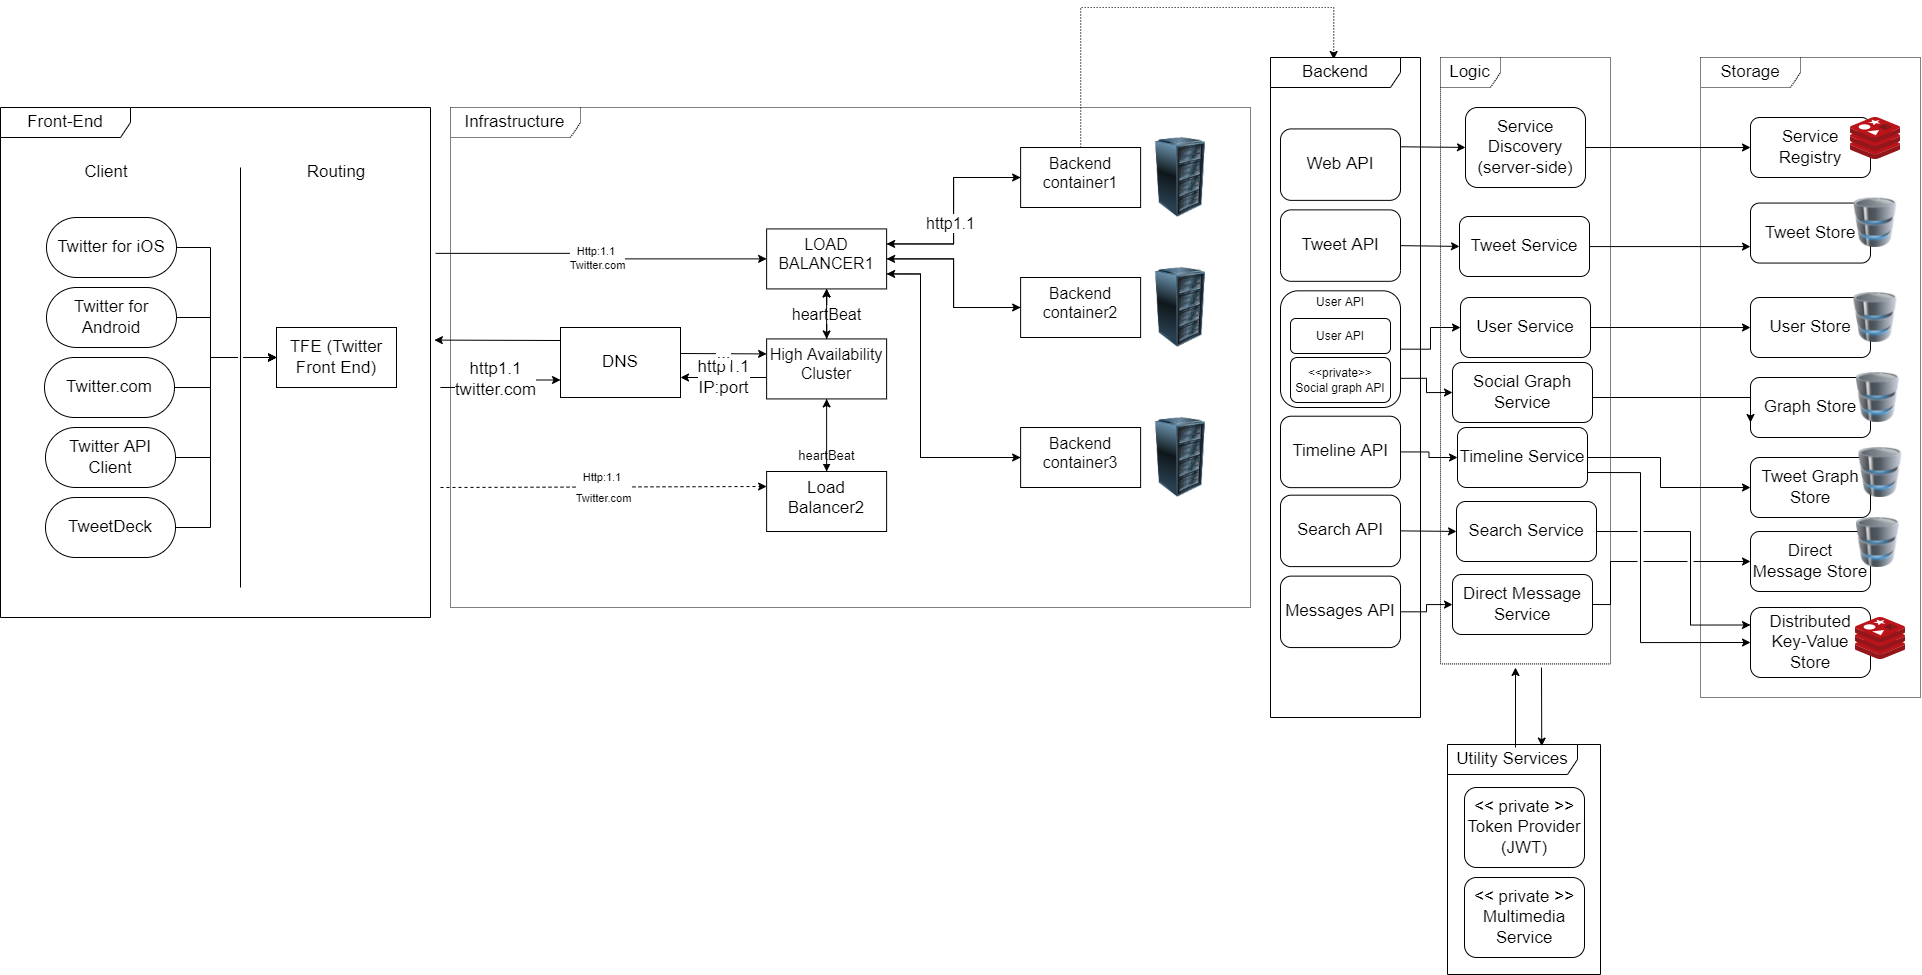 Front-End
Client
Routing
Twitter for iOS
Twitter for
Android
Twitter.com
Twitter API
Client
TweetDeck
TFE (Twitter
Front End)
Infrastructure
Http:1.1
Twitter.com
http1.1
twitter.com
Http:1.1
Twitter.com
DNS
...
http1.1
IP:port
LOAD
BALANCER1
heartBeat
High Availability
Cluster
heartBeat
Load
Balancer2
http1.1
Backend
container1
Backend
container2
Backend
container3
Backend
Web API
Tweet API
User API
User API
<<private>>
Social graph API
Timeline API
Search API
Messages API
Logic
Service
Discovery
(server-side)
Tweet Service
User Service
Social Graph
Service
Timeline Service
Search Service
Direct Message
Service
Storage
Service
Registry
Tweet Store
User Store
Graph Store
Tweet Graph
Store
Direct
Message Store
Distributed
Key-Value
Store
Utility Services
<< private >>
Token Provider
(JWT)
<< private >>
Multimedia
Service